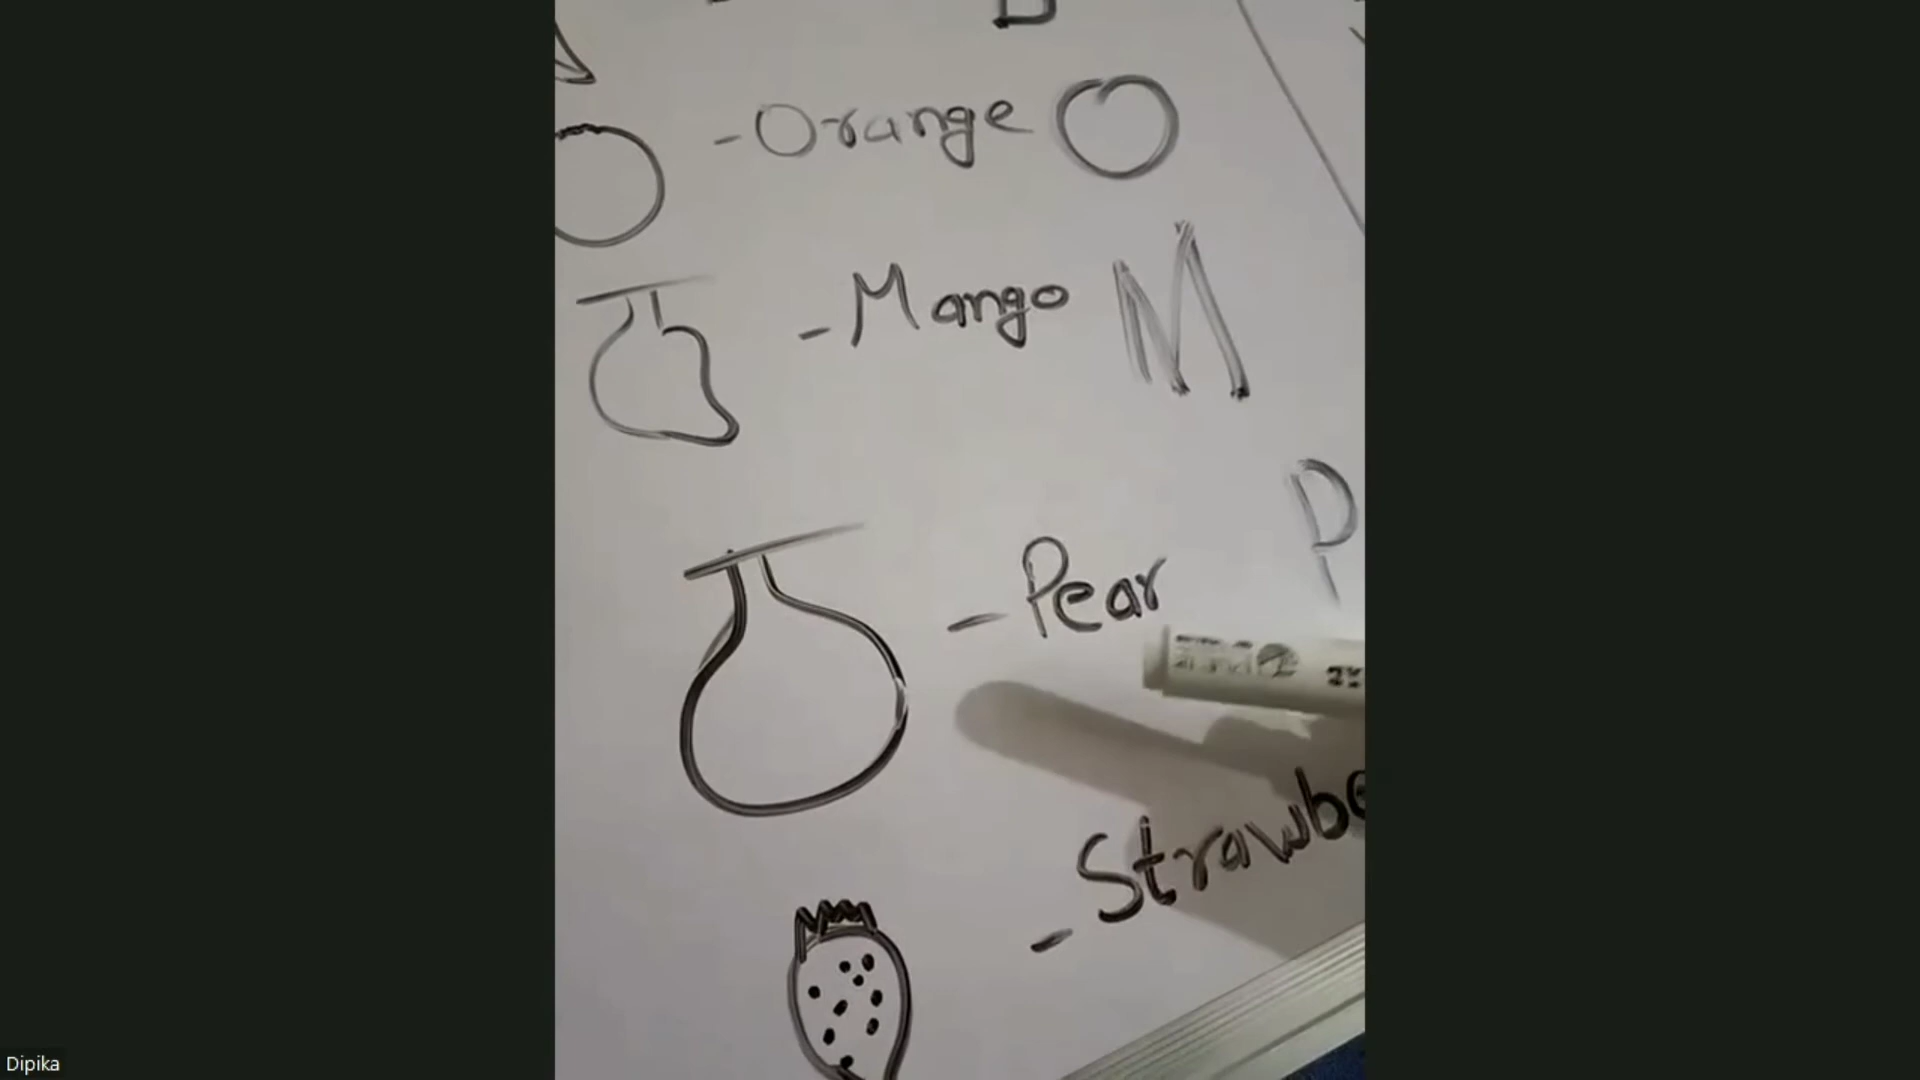 - Orange O
- Mango M
- Pear P
- Strawbe
Dipika